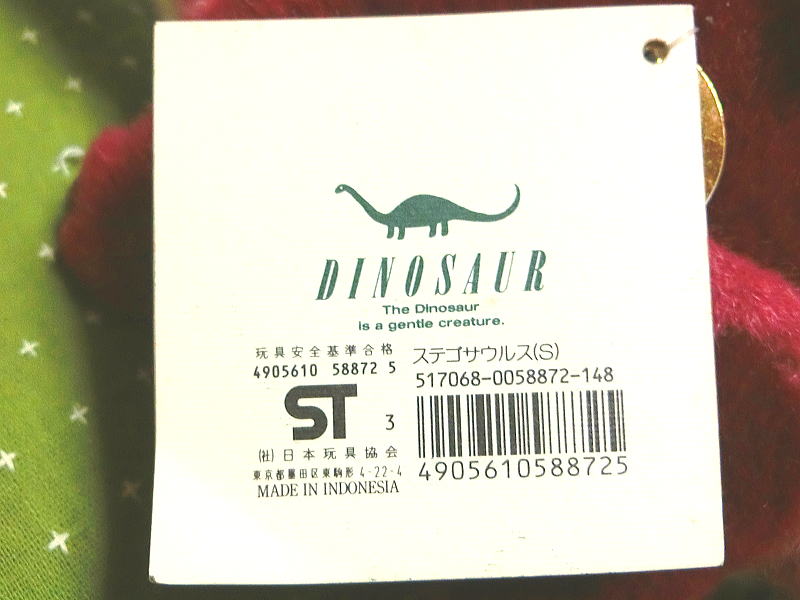 DINOSAUR
The Dinosaur
is a gentle creature.
玩具安全基準合格
4905610 58872 5
ST 3
(社)日本玩具協会
東京都墨田区東駒形4-22-4
MADE IN INDONESIA
ステゴサウルス(S)
517068-0058872-148
4905610588725